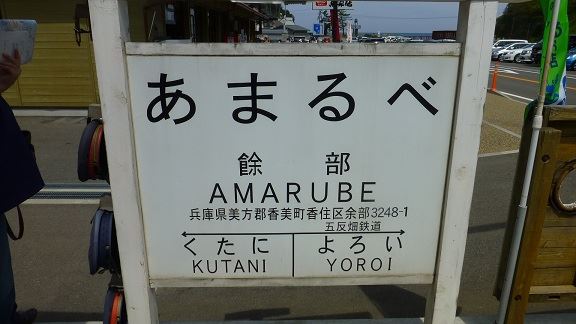 あまるべ
餘部
AMARUBE
兵庫県美方郡香美町香住区余部3248-1
五反畑鉄道
くたに よろい
KUTANI YOROI